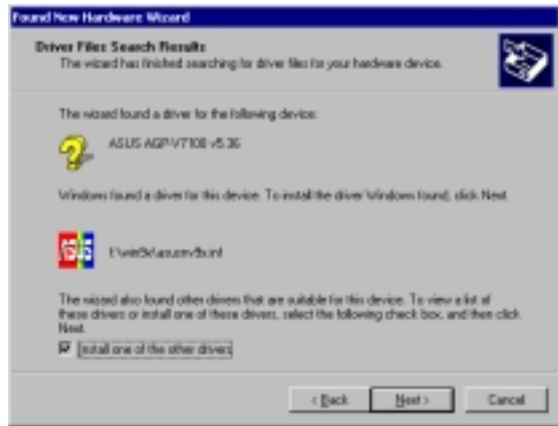 Found New Hardware Wizard
Driver Files Search Results
The wizard has finished searching for driver files for your hardware device.
The wizard found a driver for the following device:
ASUS AGP-V7100 v5.36
Windows found a driver for this device. To install the driver Windows found, click Next.
The wizard also found other drivers that are suitable for this device. To view a list of
these drivers or install one of these drivers, select the following check box, and then click
Next.
Install one of the other drivers
< Back
Next >
Cancel